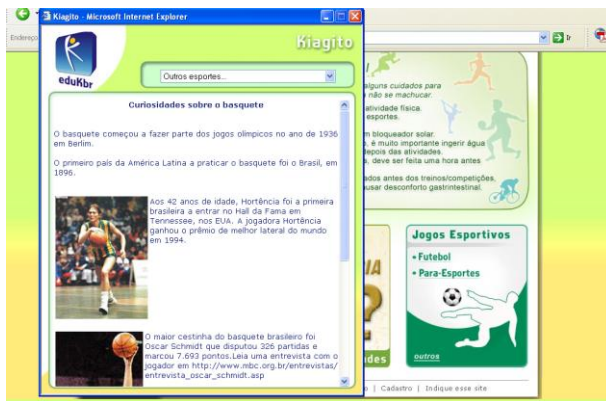 Kiagito - Microsoft Internet Explorer
Endereço
Ir
Kiagito
eduKbr
Outros esportes...
Curiosidades sobre o basquete
O basquete começou a fazer parte dos jogos olímpicos no ano de 1936
em Berlim.
O primeiro país da América Latina a praticar o basquete foi o Brasil, em
1896.
Aos 42 anos de idade, Hortência foi a primeira
brasileira a entrar no Hall da Fama em
Tennessee, nos EUA. A jogadora Hortência
ganhou o prêmio de melhor lateral do mundo
em 1994.
O maior cestinha do basquete brasileiro foi
Oscar Schmidt que disputou 326 partidas e
marcou 7.693 pontos.Leia uma entrevista com o
jogador em http://www.mbc.org.br/entrevistas/
entrevista_oscar_schmidt.asp
alguns cuidados para
não se machucar.
atividade física.
esportes.
bloqueador solar.
, é muito importante ingerir água
depois das atividades.
, deve ser feita uma hora antes
ados antes dos treinos/competições.
usar desconforto gastrintestinal.
IA
?
des
Jogos Esportivos
• Futebol
• Para-Esportes
outros
| Cadastro | Indique esse site